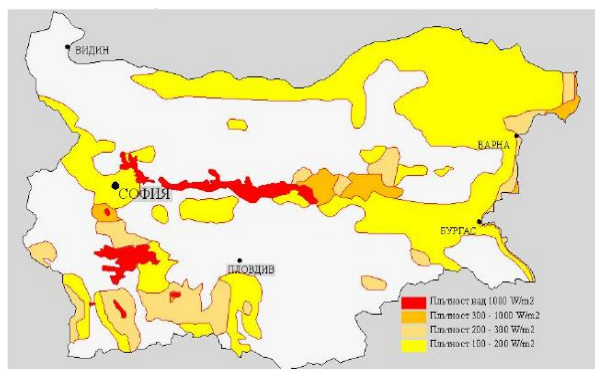 ВИДИН
ВАРНА
СОФИЯ
БУРГАС
ПЛОВДИВ
Плътност над 1000 W/m2
Плътност 300 - 1000 W/m2
Плътност 200 - 300 W/m2
Плътност 100 - 200 W/m2